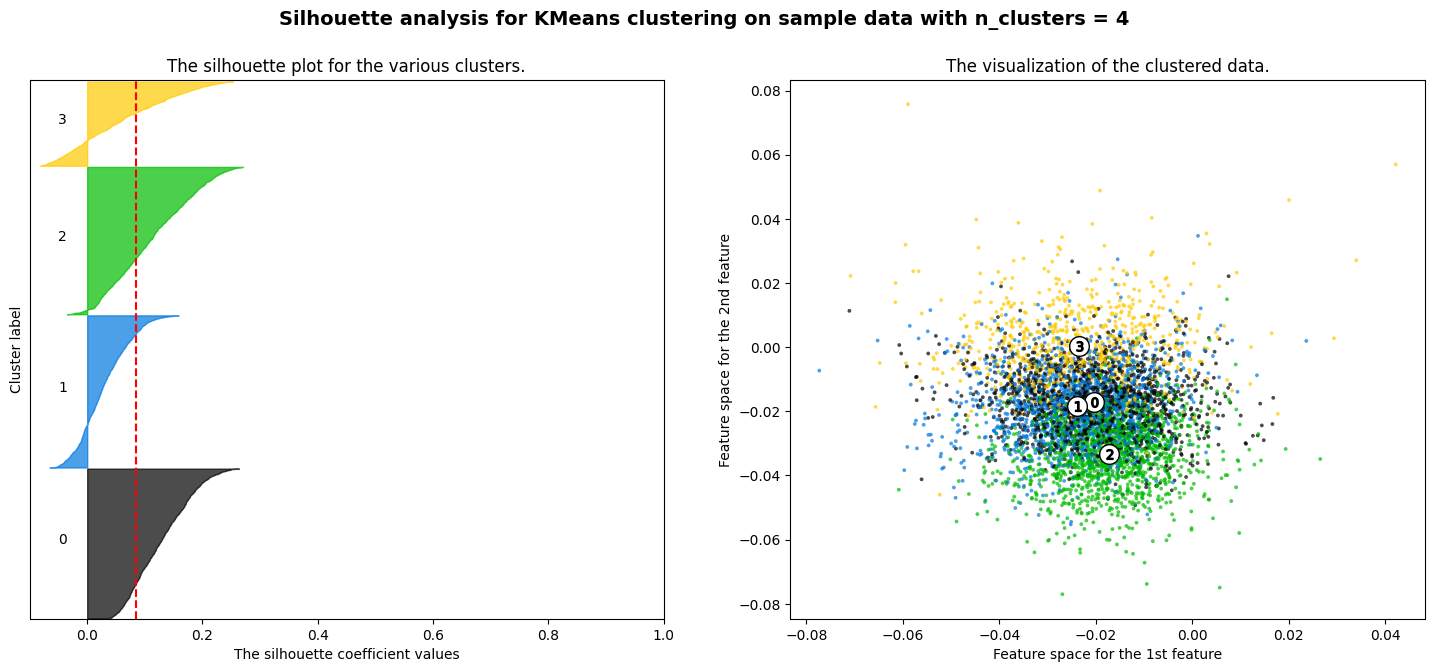 Silhouette analysis for KMeans clustering on sample data with n_clusters = 4
The silhouette plot for the various clusters.
3
2
1
0
Cluster label
0.0 0.2 0.4 0.6 0.8 1.0
The silhouette coefficient values
The visualization of the clustered data.
0.08
0.06
0.04
0.02
0.00
−0.02
−0.04
−0.06
−0.08
Feature space for the 2nd feature
3
1 0
2
−0.08 −0.06 −0.04 −0.02 0.00 0.02 0.04
Feature space for the 1st feature